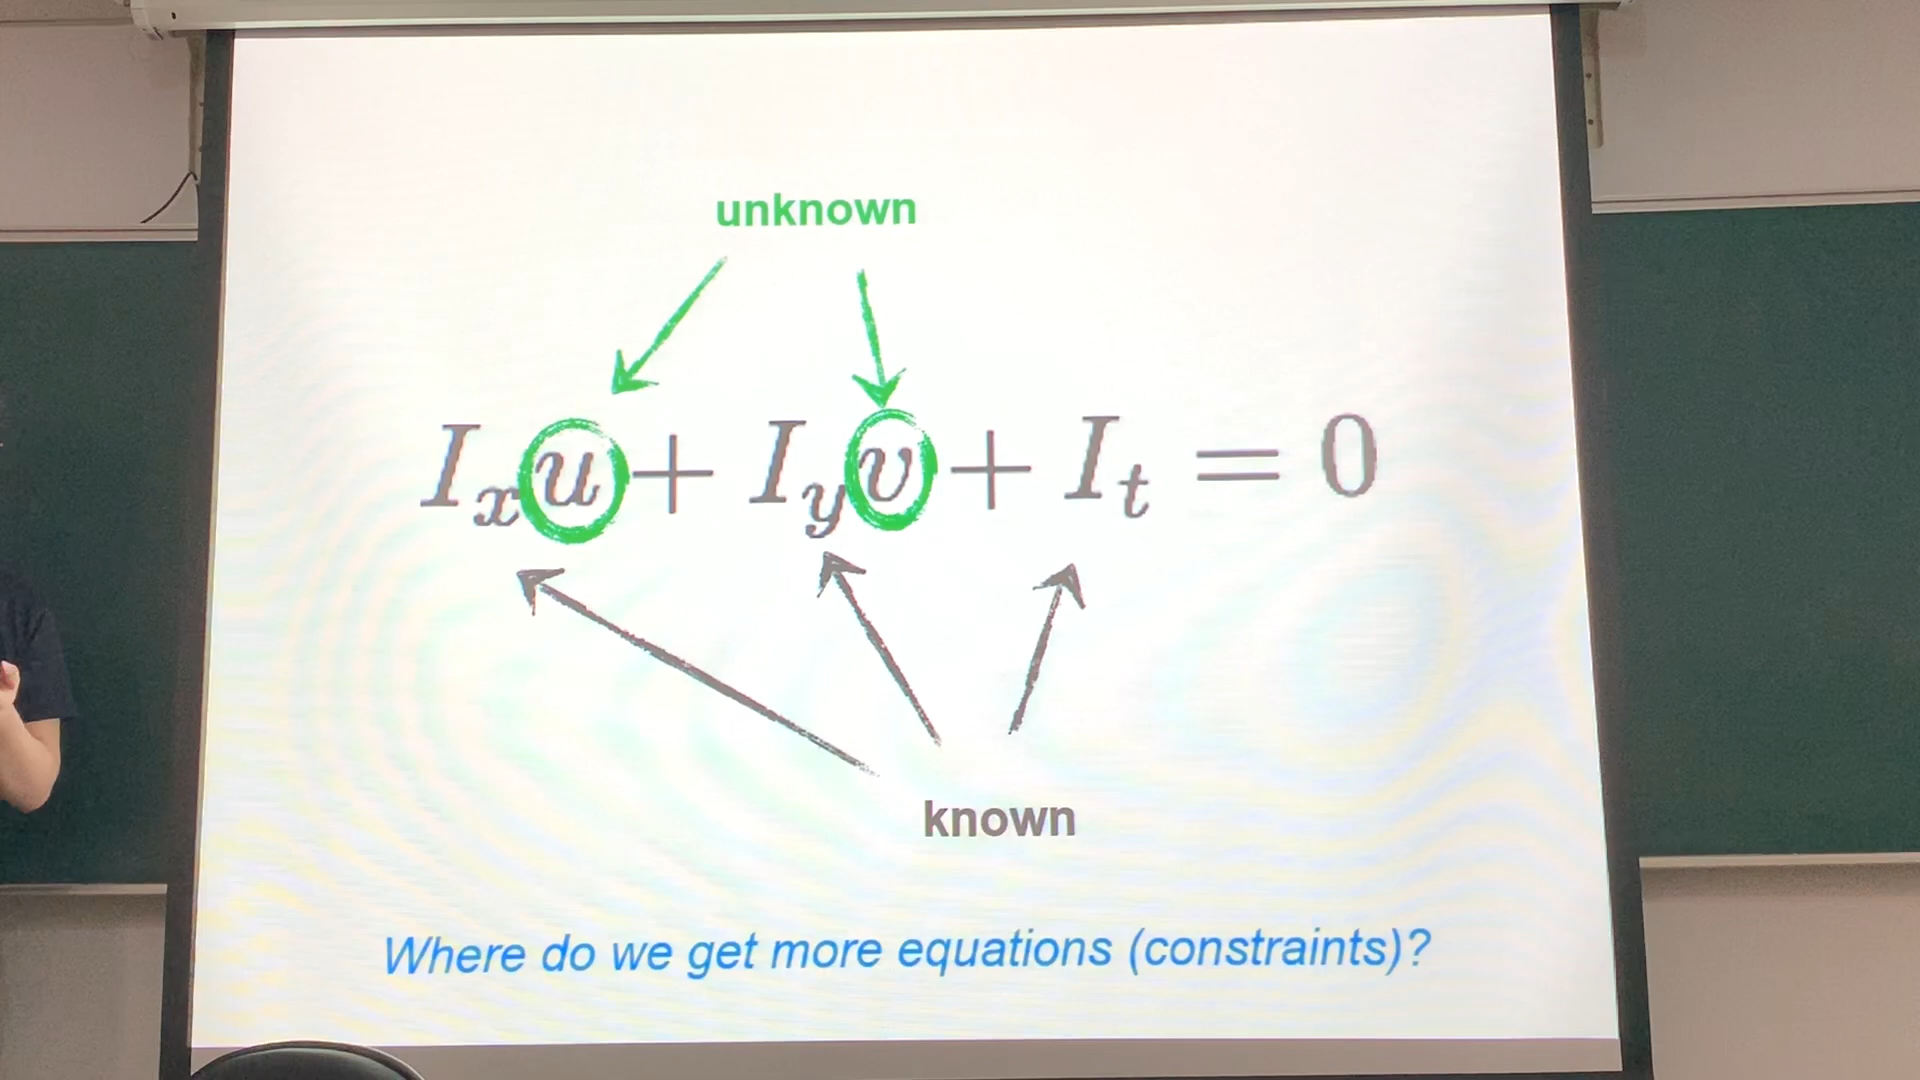 unknown
I_x u + I_y v + I_t = 0
known
Where do we get more equations (constraints)?